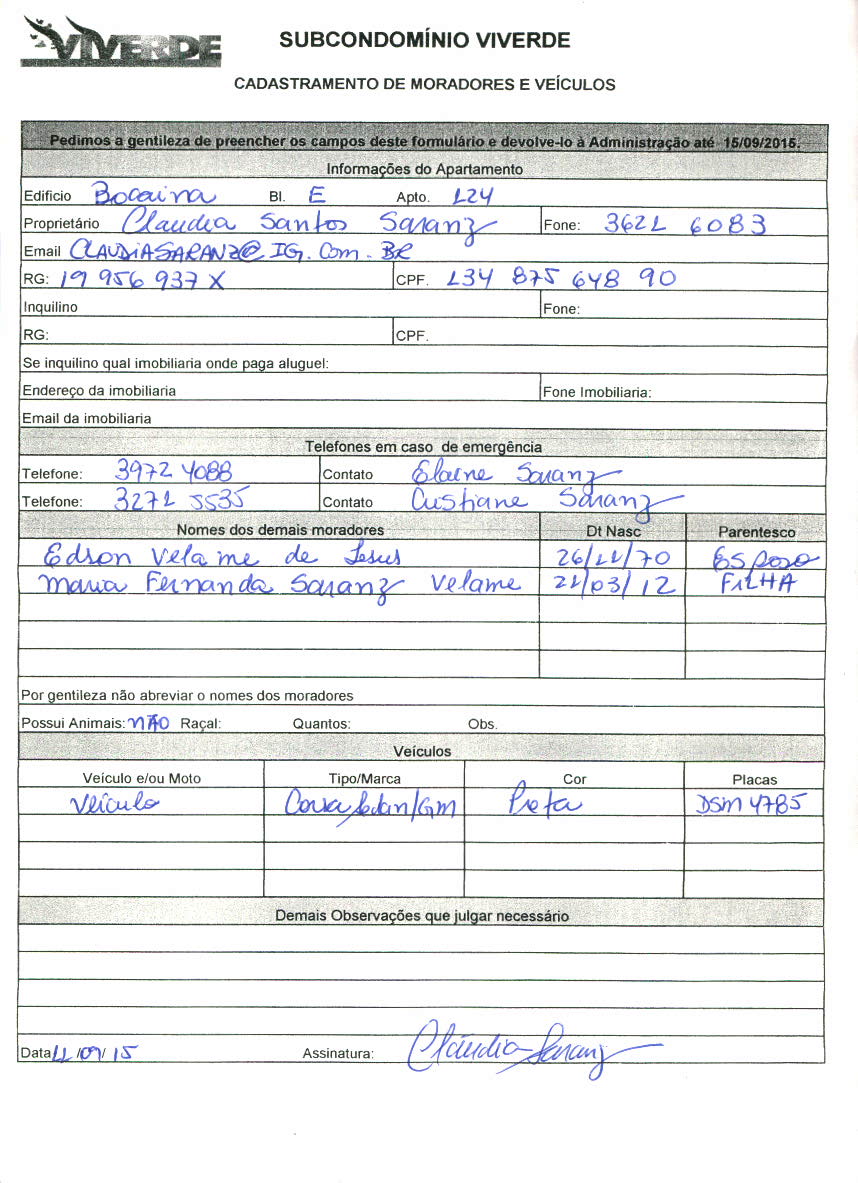 VIVERDE
SUBCONDOMÍNIO VIVERDE
CADASTRAMENTO DE MORADORES E VEÍCULOS
Pedimos a gentileza de preencher os campos deste formulário e devolve-lo à Administração até 15/09/2015.
Informações do Apartamento
Edificio Bocaina Bl. E Apto. 124
Proprietário Claudia Santos Saranz Fone: 3621 6083
Email CLAUDIASARANZ@IG.COM.BR
RG: 19 956 937 X CPF. 134 875 648 90
Inquilino Fone:
RG: CPF.
Se inquilino qual imobiliaria onde paga aluguel:
Endereço da imobiliaria Fone Imobiliaria:
Email da imobiliaria
Telefones em caso de emergência
Telefone: 3972 4088 Contato Elaine Saranz
Telefone: 3271 5535 Contato Cristiane Saranz
Nomes dos demais moradores Dt Nasc Parentesco
Edson Velame de Jesus 26/11/70 Esposo
Maria Fernanda Saranz Velame 21/03/12 FILHA
Por gentileza não abreviar o nomes dos moradores
Possui Animais: NÃO Raçal: Quantos: Obs.
Veículos
Veículo e/ou Moto Tipo/Marca Cor Placas
Veículo Corsa Sedan/GM Preta DSM 4785
Demais Observações que julgar necessário
Data 11/09/15 Assinatura: Cláudia Saranz